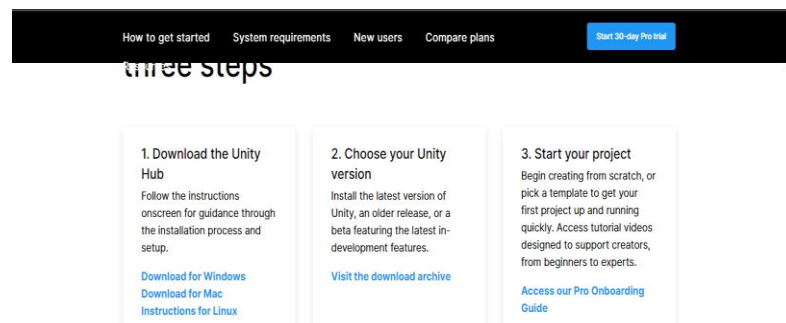 How to get started System requirements New users Compare plans Start 30-day Pro trial
three steps
1. Download the Unity
Hub
Follow the instructions
onscreen for guidance through
the installation process and
setup.
Download for Windows
Download for Mac
Instructions for Linux
2. Choose your Unity
version
Install the latest version of
Unity, an older release, or a
beta featuring the latest in-
development features.
Visit the download archive
3. Start your project
Begin creating from scratch, or
pick a template to get your
first project up and running
quickly. Access tutorial videos
designed to support creators,
from beginners to experts.
Access our Pro Onboarding
Guide